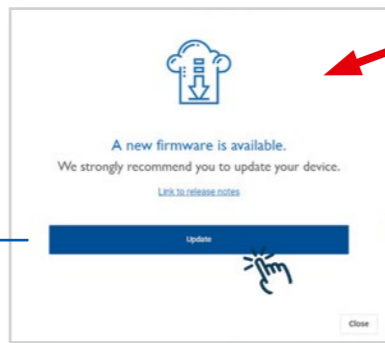 A new firmware is available.
We strongly recommend you to update your device.
Link to release notes
Update
Close